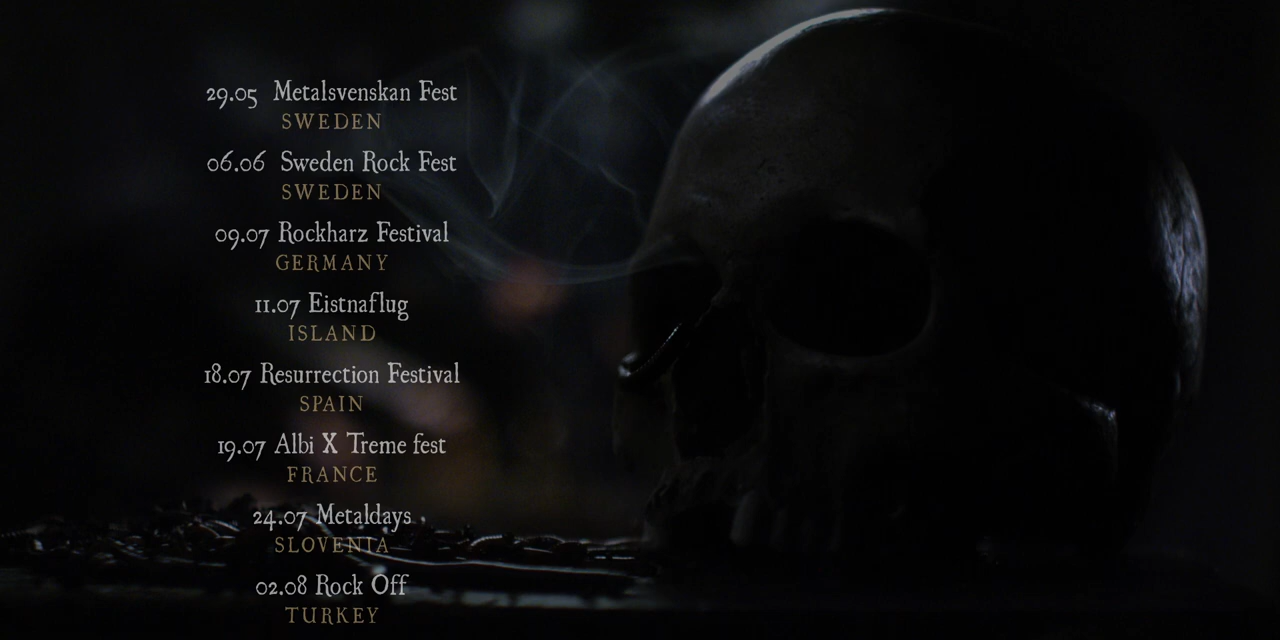 29.05 Metalsvenskan Fest
SWEDEN
06.06 Sweden Rock Fest
SWEDEN
09.07 Rockharz Festival
GERMANY
11.07 Eistnaflug
ISLAND
18.07 Resurrection Festival
SPAIN
19.07 Albi X Treme fest
FRANCE
24.07 Metaldays
SLOVENIA
02.08 Rock Off
TURKEY